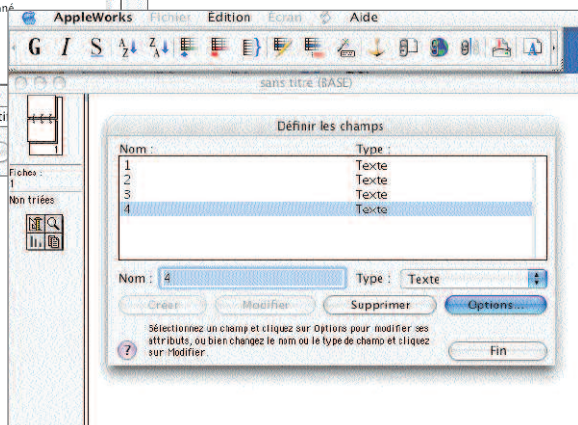 né
AppleWorks Fichier Édition Écran Aide
G I S
sans titre (BASE)
Définir les champs
Nom : Type :
1 Texte
2 Texte
3 Texte
4 Texte
Nom : 4 Type : Texte
Créer Modifier Supprimer Options...
Sélectionnez un champ et cliquez sur Options pour modifier ses
attributs, ou bien changez le nom ou le type de champ et cliquez
sur Modifier.
? Fin
1
Fiches :
1
Non triées